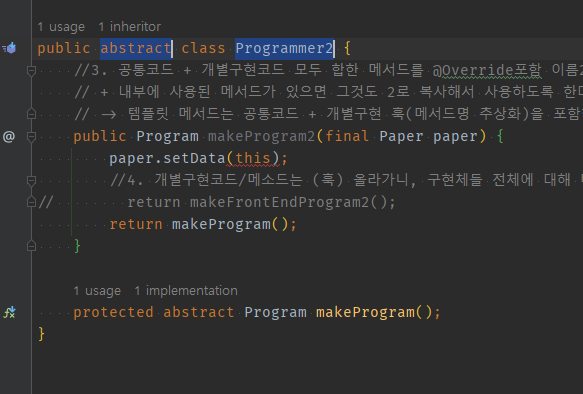 1 usage 1 inheritor
public abstract class Programmer2 {
//3. 공통코드 + 개별구현코드 모두 합한 메서드를 @Override포함 이름2
// + 내부에 사용된 메서드가 있으면 그것도 2로 복사해서 사용하도록 한다
// -> 템플릿 메서드는 공통코드 + 개별구현 훅(메서드명 추상화)을 포함
public Program makeProgram2(final Paper paper) {
paper.setData(this);
//4. 개별구현코드/메소드는 (훅) 올라가니, 구현체들 전체에 대해
// return makeFrontEndProgram2();
return makeProgram();
}
1 usage 1 implementation
protected abstract Program makeProgram();
}